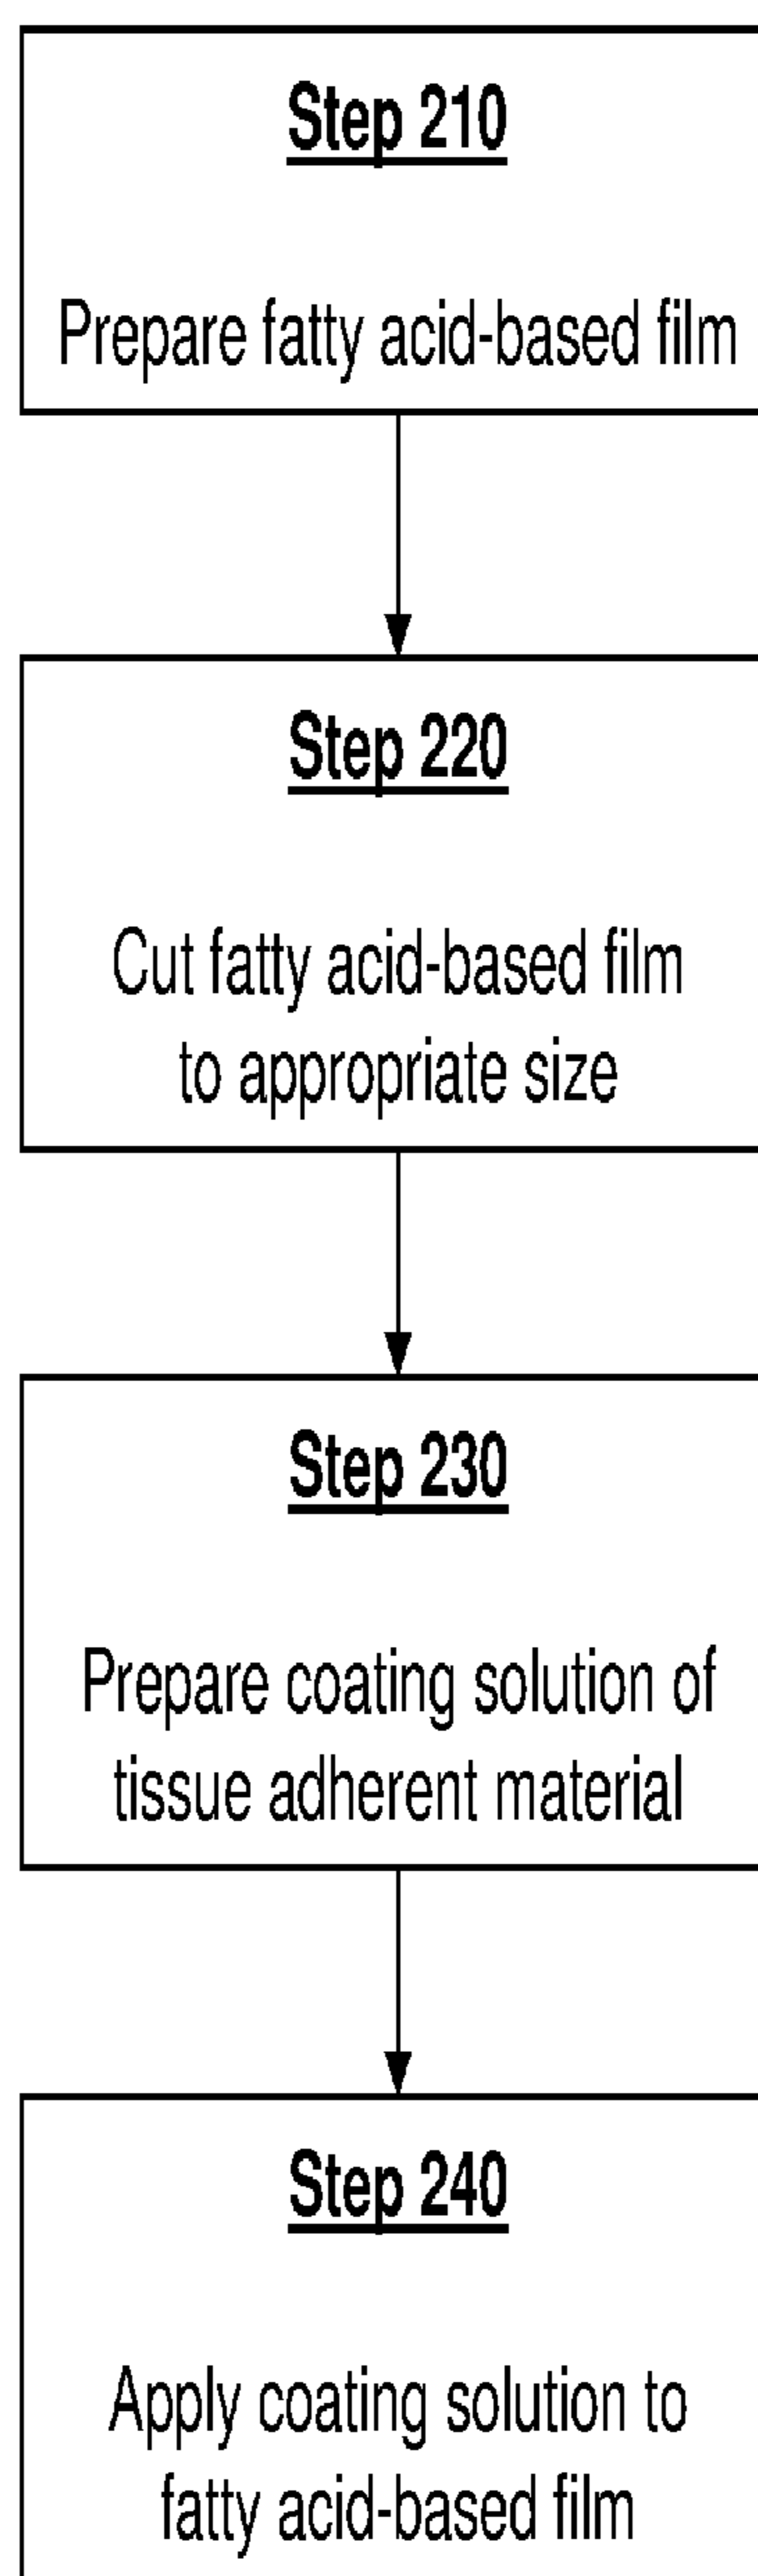 Step 210
Prepare fatty acid-based film
Step 220
Cut fatty acid-based film
to appropriate size
Step 230
Prepare coating solution of
tissue adherent material
Step 240
Apply coating solution to
fatty acid-based film